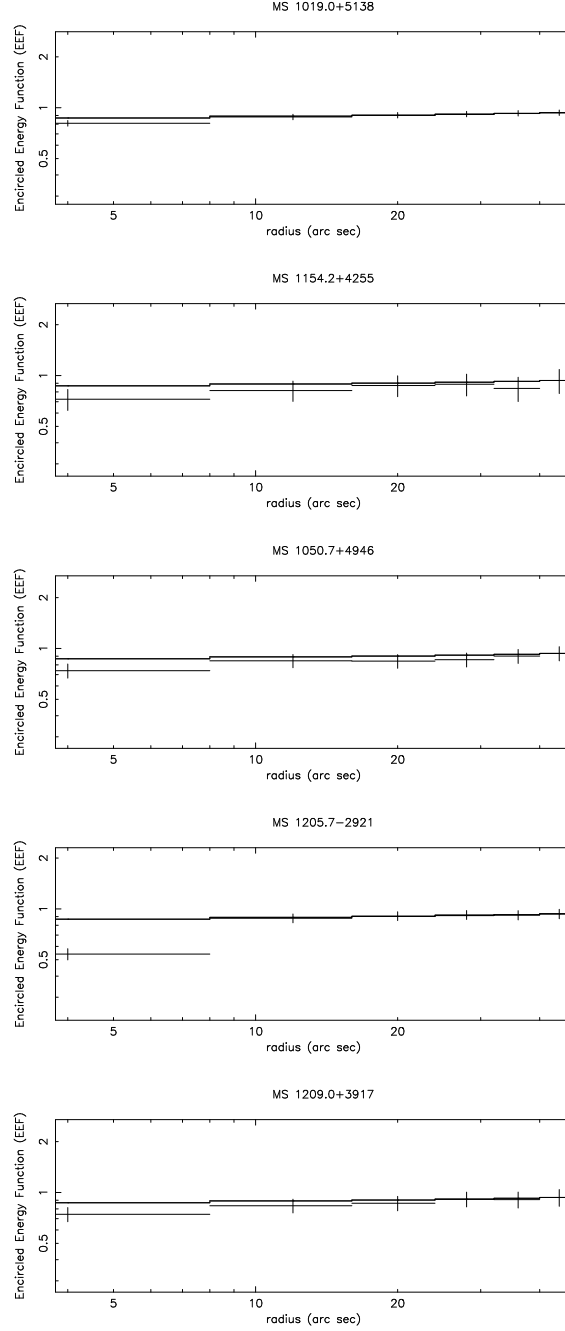 MS 1019.0+5138
Encircled Energy Function (EEF)
2
1
0.5
5 10 20
radius (arc sec)
MS 1154.2+4255
Encircled Energy Function (EEF)
2
1
0.5
5 10 20
radius (arc sec)
MS 1050.7+4946
Encircled Energy Function (EEF)
2
1
0.5
5 10 20
radius (arc sec)
MS 1205.7−2921
Encircled Energy Function (EEF)
2
1
0.5
5 10 20
radius (arc sec)
MS 1209.0+3917
Encircled Energy Function (EEF)
2
1
0.5
5 10 20
radius (arc sec)